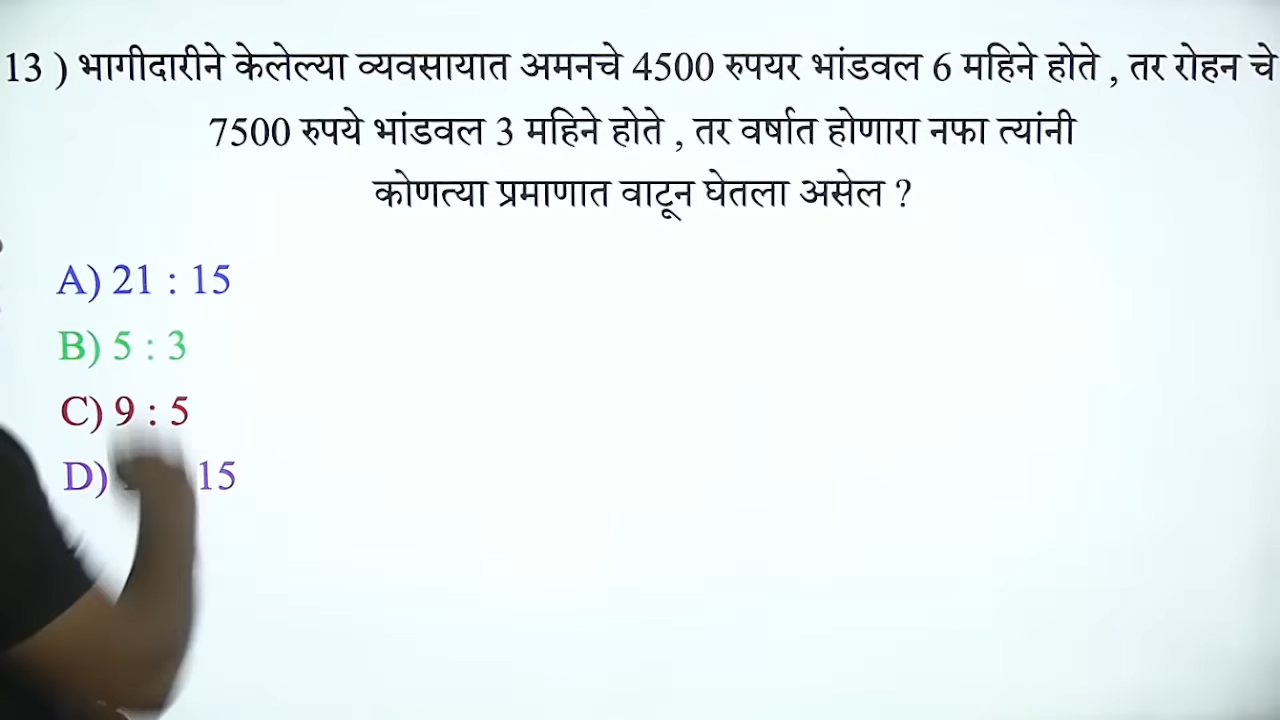 13 ) भागीदारीने केलेल्या व्यवसायात अमनचे 4500 रुपयर भांडवल 6 महिने होते , तर रोहन चे
7500 रुपये भांडवल 3 महिने होते , तर वर्षात होणारा नफा त्यांनी
कोणत्या प्रमाणात वाटून घेतला असेल ?
A) 21 : 15
B) 5 : 3
C) 9 : 5
D) 15